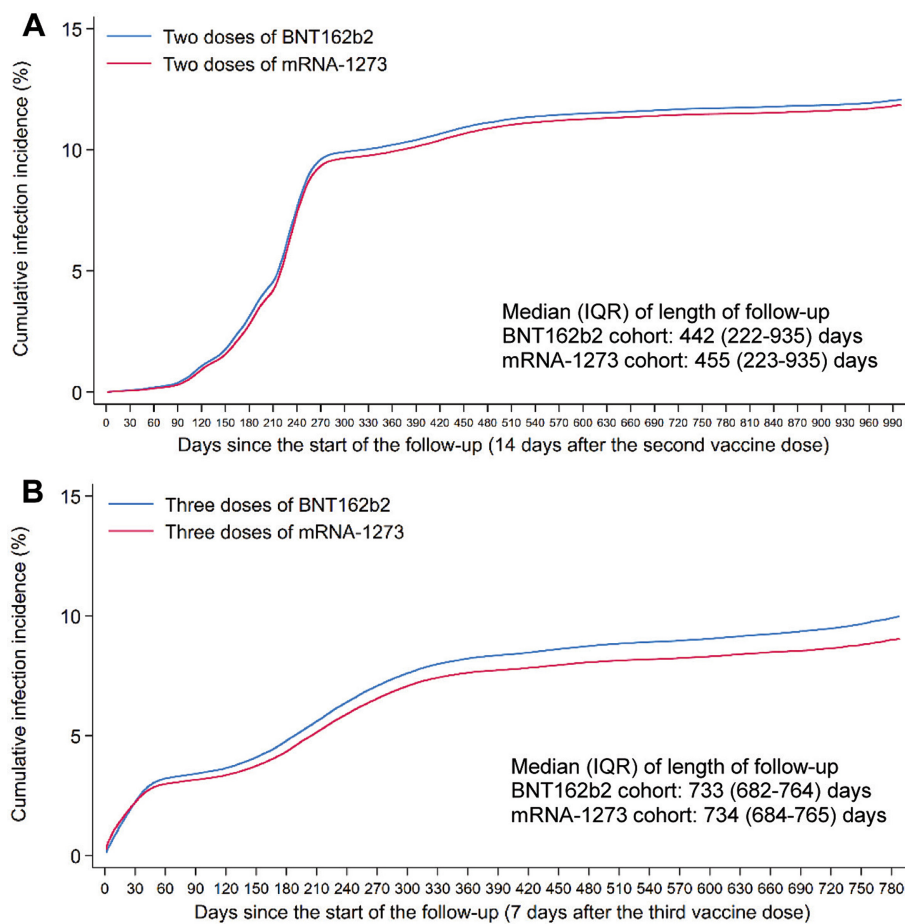 A
Cumulative infection incidence (%)
15
10
5
0
Two doses of BNT162b2
Two doses of mRNA-1273
Median (IQR) of length of follow-up
BNT162b2 cohort: 442 (222-935) days
mRNA-1273 cohort: 455 (223-935) days
0 30 60 90 120 150 180 210 240 270 300 330 360 390 420 450 480 510 540 570 600 630 660 690 720 750 780 810 840 870 900 930 960 990
Days since the start of the follow-up (14 days after the second vaccine dose)
B
Cumulative infection incidence (%)
15
10
5
0
Three doses of BNT162b2
Three doses of mRNA-1273
Median (IQR) of length of follow-up
BNT162b2 cohort: 733 (682-764) days
mRNA-1273 cohort: 734 (684-765) days
0 30 60 90 120 150 180 210 240 270 300 330 360 390 420 450 480 510 540 570 600 630 660 690 720 750 780
Days since the start of the follow-up (7 days after the third vaccine dose)